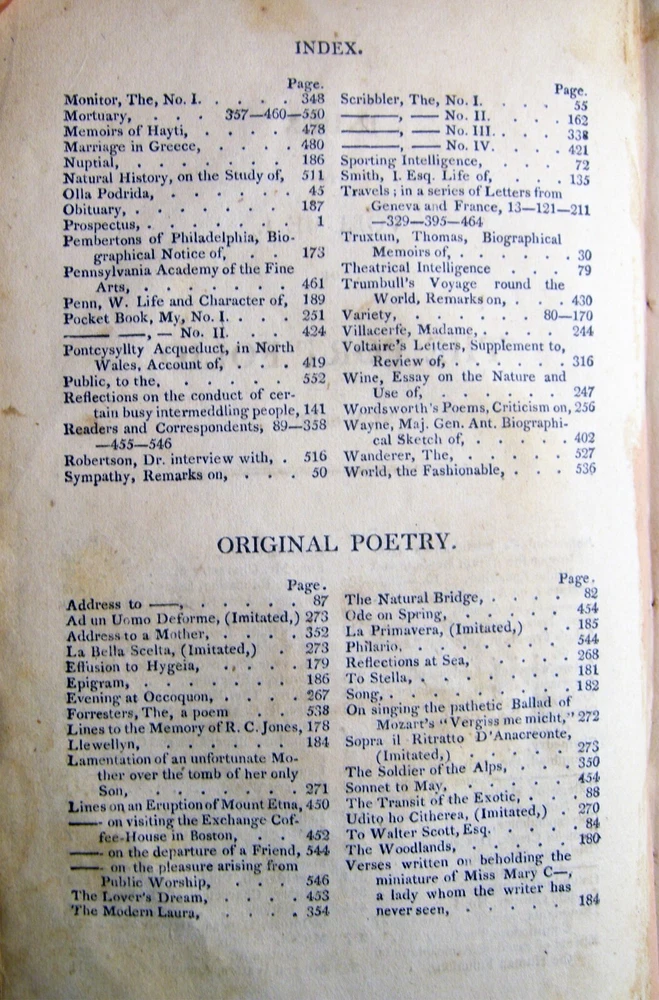 INDEX.
Page.
Monitor, The, No. I. . . . . 348
Mortuary, . . . 357—460—550
Memoirs of Hayti, . . . . 478
Marriage in Greece, . . . . 480
Nuptial, . . . . . . . 186
Natural History, on the Study of, 511
Olla Podrida, . . . . . . 45
Obituary, . . . . . . . 187
Prospectus, . . . . . . . 1
Pembertons of Philadelphia, Bio-
graphical Notice of, . . 173
Pennsylvania Academy of the Fine
Arts, . . . . . . . 461
Penn, W. Life and Character of, 189
Pocket Book, My, No. I. . . . 251
—— —, — No. II. . . . 424
Pontcysyllty Acqueduct, in North
Wales, Account of, . . . 419
Public, to the, . . . . . 552
Reflections on the conduct of cer-
tain busy intermeddling people, 141
Readers and Correspondents, 89—358
—455—546
Robertson, Dr. interview with, . 516
Sympathy, Remarks on, . . . 50
Page.
Scribbler, The, No. I. . . . 55
———, — No. II. . . . 162
———, — No. III. . . . 338
———, — No. IV. . . . 421
Sporting Intelligence, . . . 72
Smith, I. Esq. Life of, . . . 135
Travels; in a series of Letters from
Geneva and France, 13—121—211
—329—395—464
Truxtun, Thomas, Biographical
Memoirs of, . . . . . 30
Theatrical Intelligence . . . 79
Trumbull's Voyage round the
World, Remarks on, . . . 430
Variety, . . . . . 80—170
Villacerfe, Madame, . . . . 244
Voltaire's Letters, Supplement to,
Review of, . . . . . 316
Wine, Essay on the Nature and
Use of, . . . . . . 247
Wordsworth's Poems, Criticism on, 256
Wayne, Maj. Gen. Ant. Biographi-
cal Sketch of, . . . . . 402
Wanderer, The, . . . . . 527
World, the Fashionable, . . . 536
ORIGINAL POETRY.
Page.
Address to ——, . . . . . 87
Ad un Uomo Deforme, (Imitated,) 273
Address to a Mother, . . . . 352
La Bella Scelta, (Imitated,) . 273
Effusion to Hygeia, . . . . 179
Epigram, . . . . . . . 186
Evening at Occoquon, . . . . 267
Forresters, The, a poem . . 538
Lines to the Memory of R. C. Jones, 178
Llewellyn, . . . . . . 184
Lamentation of an unfortunate Mo-
ther over the tomb of her only
Son, . . . . . . . 271
Lines on an Eruption of Mount Etna, 450
—— on visiting the Exchange Cof-
fee-House in Boston, . . 452
—— on the departure of a Friend, 544
—— on the pleasure arising from
Public Worship, . . . . 546
The Lover's Dream, . . . . 453
The Modern Laura, . . . . 354
Page.
The Natural Bridge, . . . . 82
Ode on Spring, . . . . . 454
La Primavera, (Imitated,) . . 185
Philario, . . . . . . . 544
Reflections at Sea, . . . . 268
To Stella, . . . . . . . 181
Song, . . . . . . . . 182
On singing the pathetic Ballad of
Mozart's "Vergiss me micht," 272
Sopra il Ritratto D'Anacreonte,
(Imitated,) . . . . . 273
The Soldier of the Alps, . . . 350
Sonnet to May, . . . . . 454
The Transit of the Exotic, . . 88
Udito ho Citherea, (Imitated,) . 270
To Walter Scott, Esq. . . . . 84
The Woodlands, . . . . . 180
Verses written on beholding the
miniature of Miss Mary C—,
a lady whom the writer has
never seen, . . . . . 184